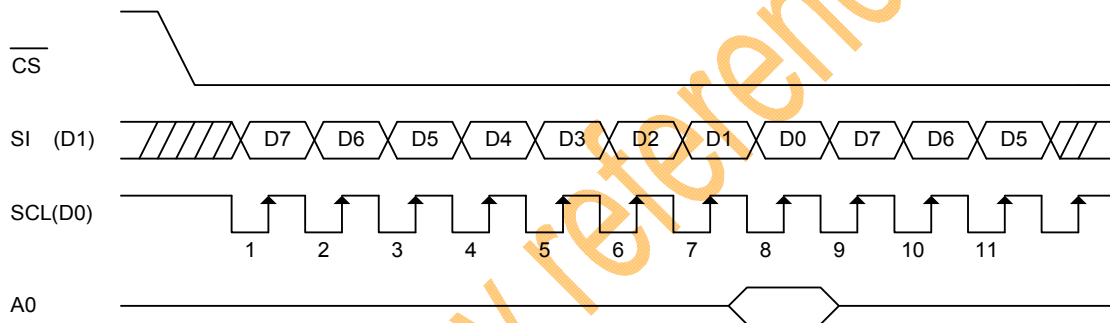 CS
SI (D1) D7 D6 D5 D4 D3 D2 D1 D0 D7 D6 D5
SCL(D0)
1 2 3 4 5 6 7 8 9 10 11
A0
y reference